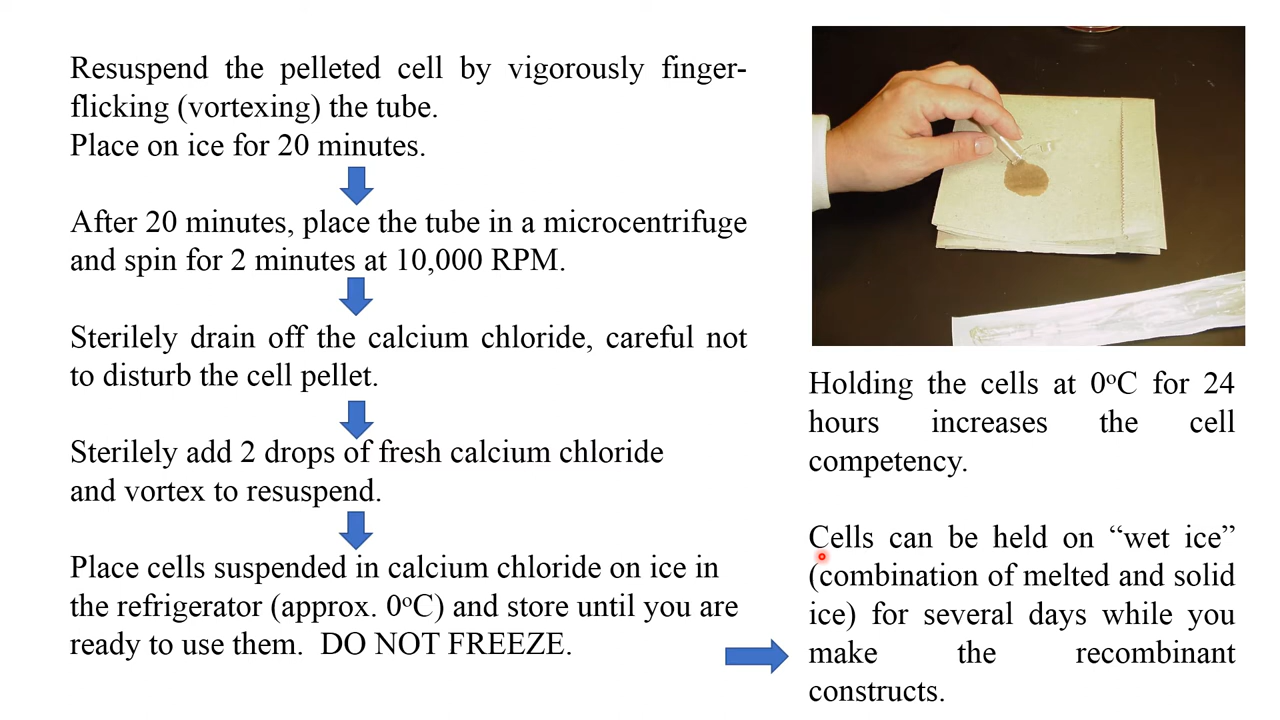 Resuspend the pelleted cell by vigorously finger-
flicking (vortexing) the tube.
Place on ice for 20 minutes.
After 20 minutes, place the tube in a microcentrifuge
and spin for 2 minutes at 10,000 RPM.
Sterilely drain off the calcium chloride, careful not
to disturb the cell pellet.
Sterilely add 2 drops of fresh calcium chloride
and vortex to resuspend.
Place cells suspended in calcium chloride on ice in
the refrigerator (approx. 0ºC) and store until you are
ready to use them. DO NOT FREEZE.
Holding the cells at 0ºC for 24
hours increases the cell
competency.
Cells can be held on “wet ice”
(combination of melted and solid
ice) for several days while you
make the recombinant
constructs.